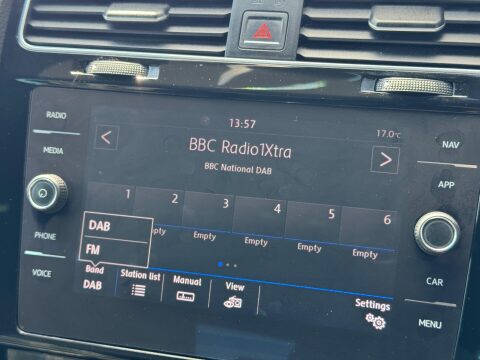 RADIO
MEDIA
PHONE
VOICE
13:57
17.0°C
BBC Radio1Xtra
BBC National DAB
1 2 3 4 5 6
pty Empty Empty Empty Empty
DAB
FM
Band
DAB
Station list
Manual
View
Settings
NAV
APP
CAR
MENU